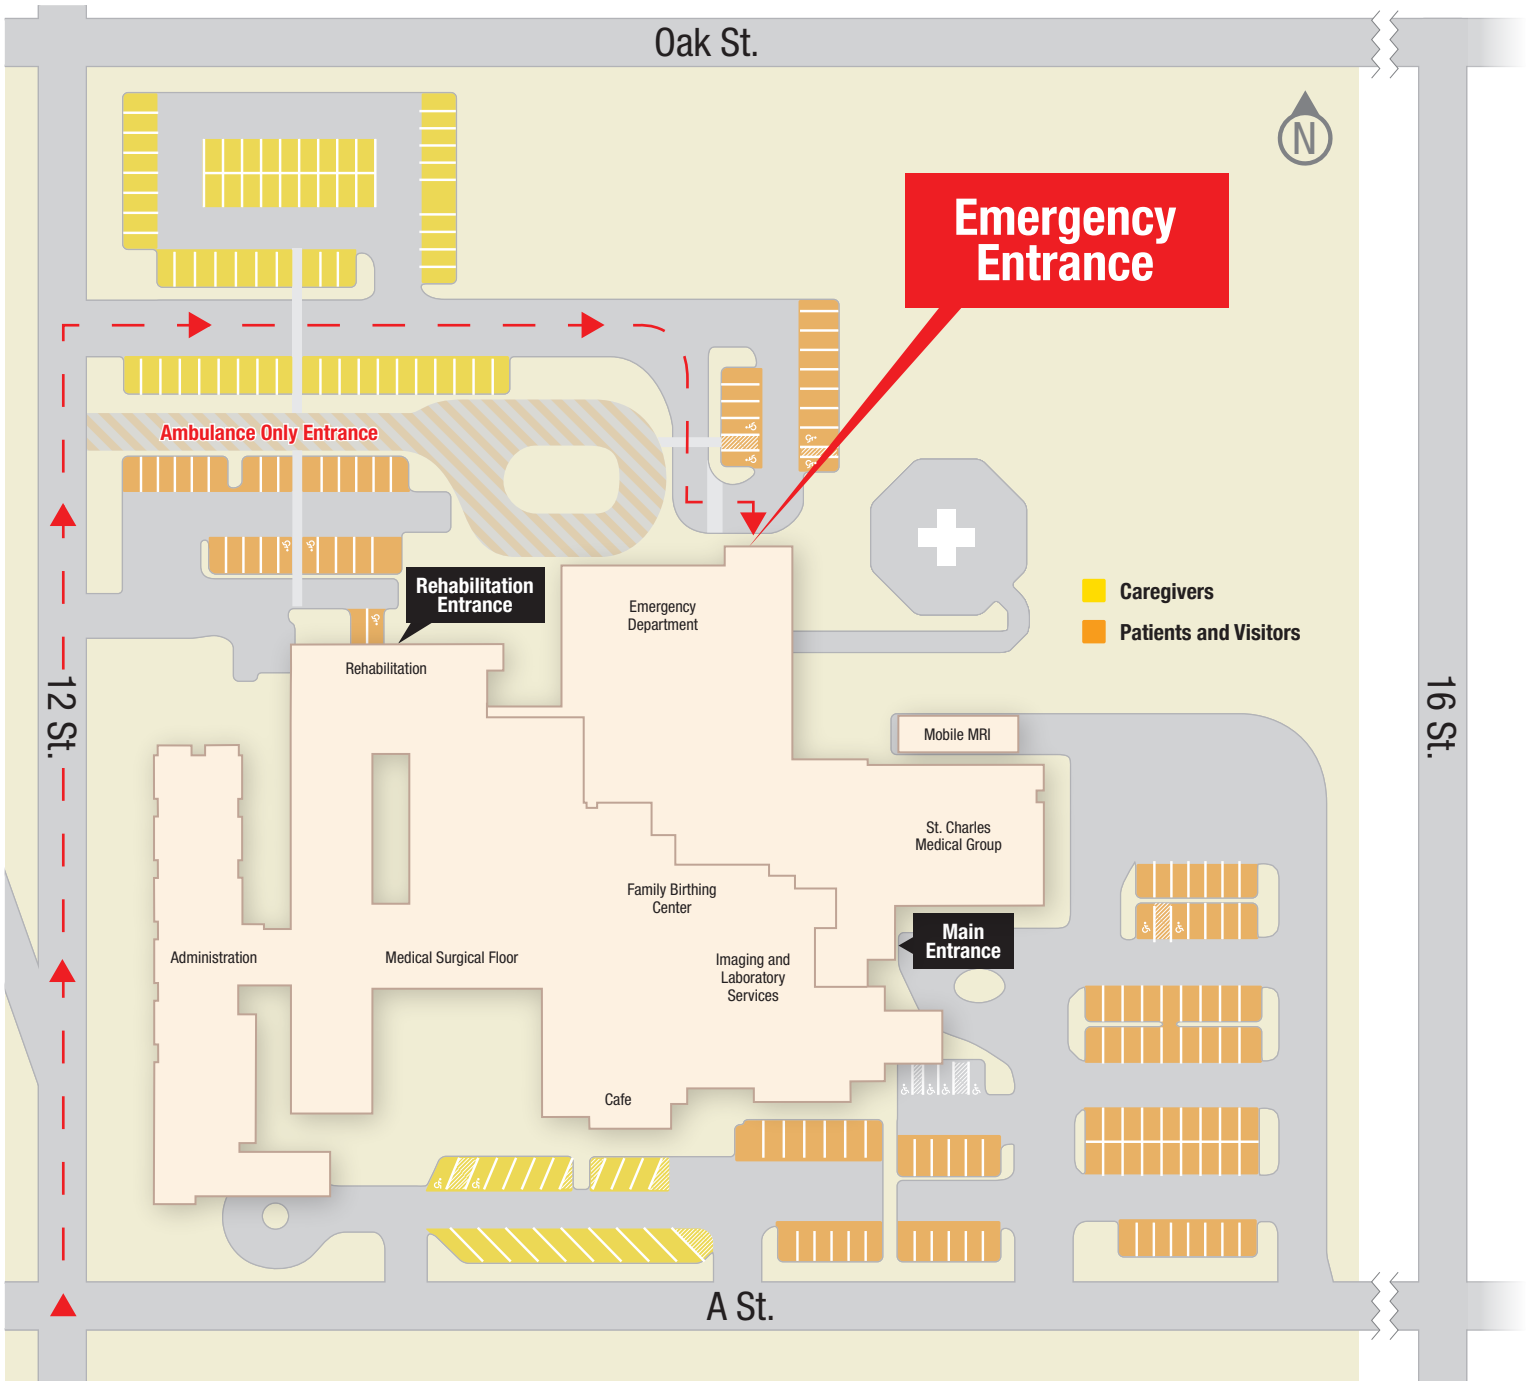 Oak St.
N
Emergency
Entrance
Ambulance Only Entrance
Rehabilitation
Entrance
Emergency
Department
Caregivers
Patients and Visitors
Rehabilitation
12 St.
16 St.
Mobile MRI
St. Charles
Medical Group
Family Birthing
Center
Main
Entrance
Administration
Medical Surgical Floor
Imaging and
Laboratory
Services
Cafe
A St.